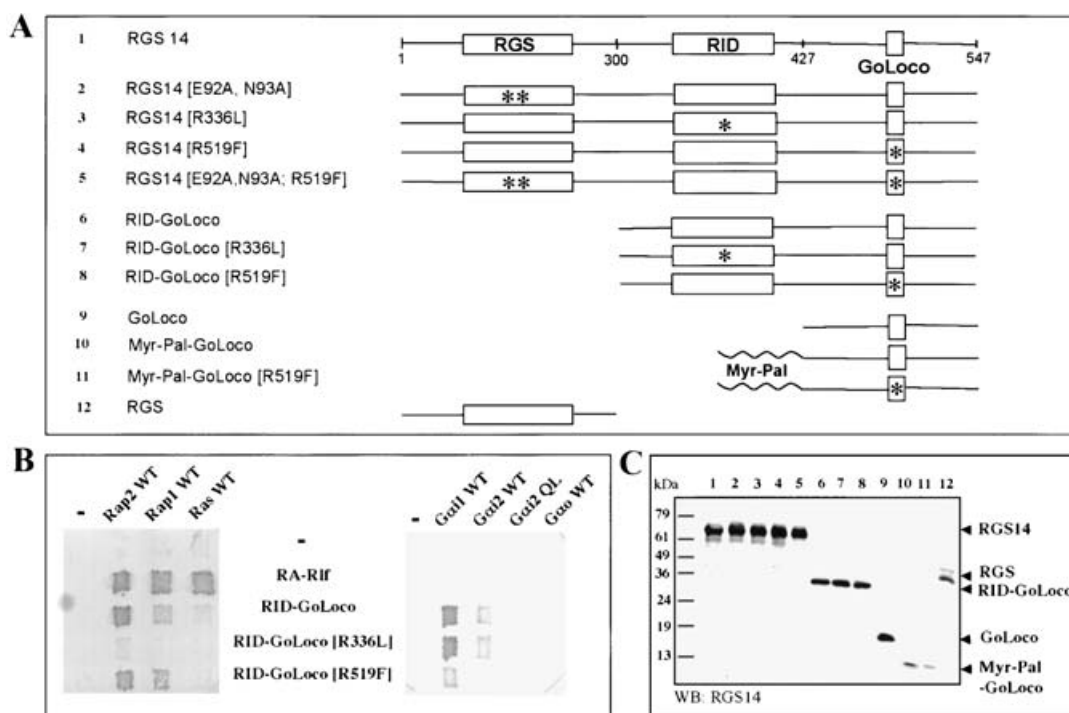 A
1 RGS 14
RGS
RID
1
300
427
547
GoLoco
2 RGS14 [E92A, N93A]
**
3 RGS14 [R336L]
*
4 RGS14 [R519F]
*
5 RGS14 [E92A,N93A; R519F]
** *
6 RID-GoLoco
7 RID-GoLoco [R336L]
*
8 RID-GoLoco [R519F]
*
9 GoLoco
10 Myr-Pal-GoLoco
Myr-Pal
11 Myr-Pal-GoLoco [R519F]
*
12 RGS
B
- Rap2 WT Rap1 WT Ras WT
- Gαi1 WT Gαi2 WT Gαi2 QL Gαo WT
-
RA-Rlf
RID-GoLoco
RID-GoLoco [R336L]
RID-GoLoco [R519F]
C
1 2 3 4 5 6 7 8 9 10 11 12
kDa
79
61
49
36
24
19
13
RGS14
RGS
RID-GoLoco
GoLoco
Myr-Pal
-GoLoco
WB: RGS14